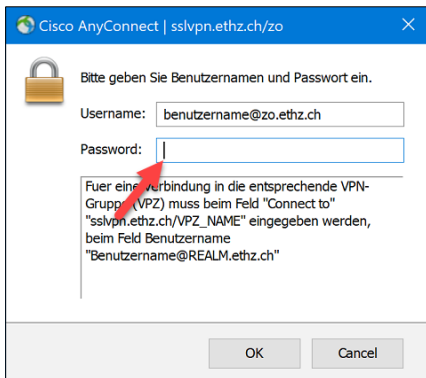 Cisco AnyConnect | sslvpn.ethz.ch/zo
Bitte geben Sie Benutzernamen und Passwort ein.
Username: benutzername@zo.ethz.ch
Password:
Fuer eine Verbindung in die entsprechende VPN-
Gruppe (VPZ) muss beim Feld "Connect to"
"sslvpn.ethz.ch/VPZ_NAME" eingegeben werden,
beim Feld Benutzername
"Benutzername@REALM.ethz.ch"
OK Cancel